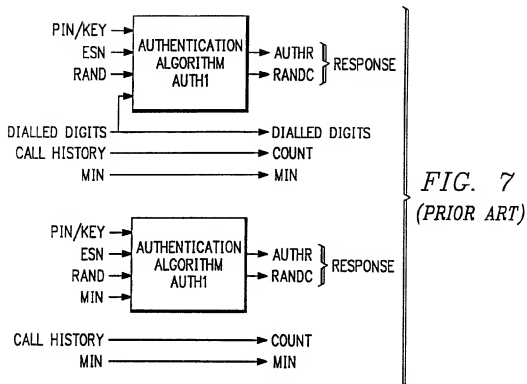 PIN/KEY
ESN
RAND
AUTHENTICATION
ALGORITHM
AUTH1
AUTHR
RANDC
RESPONSE
DIALLED DIGITS DIALLED DIGITS
CALL HISTORY COUNT
MIN MIN
FIG. 7
(PRIOR ART)
PIN/KEY
ESN
RAND
MIN
AUTHENTICATION
ALGORITHM
AUTH1
AUTHR
RANDC
RESPONSE
CALL HISTORY COUNT
MIN MIN